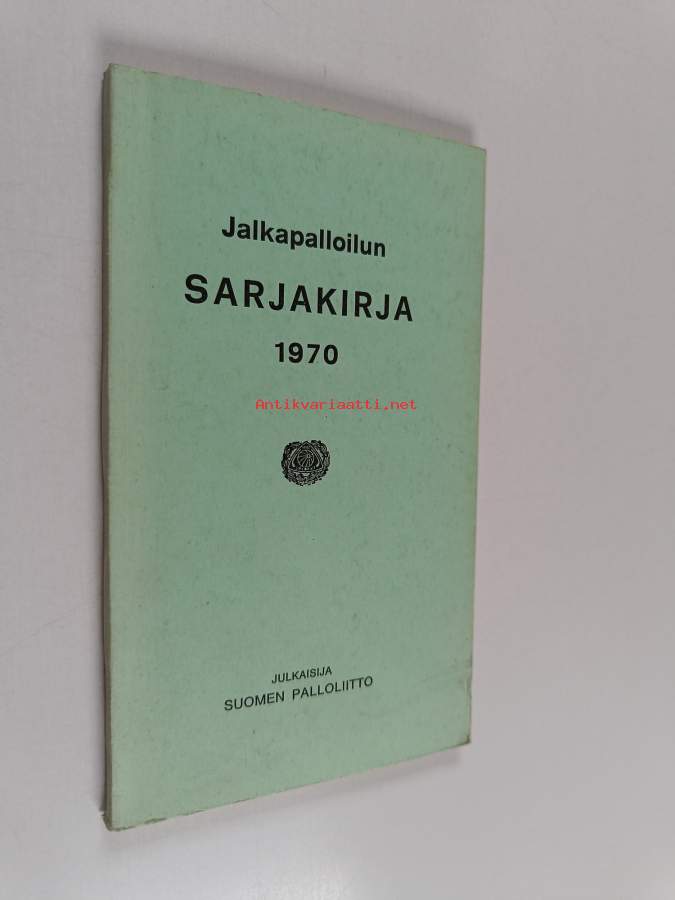 Jalkapalloilun
SARJAKIRJA
1970
Antikvariaatti.net
JULKAISIJA
SUOMEN PALLOLIITTO